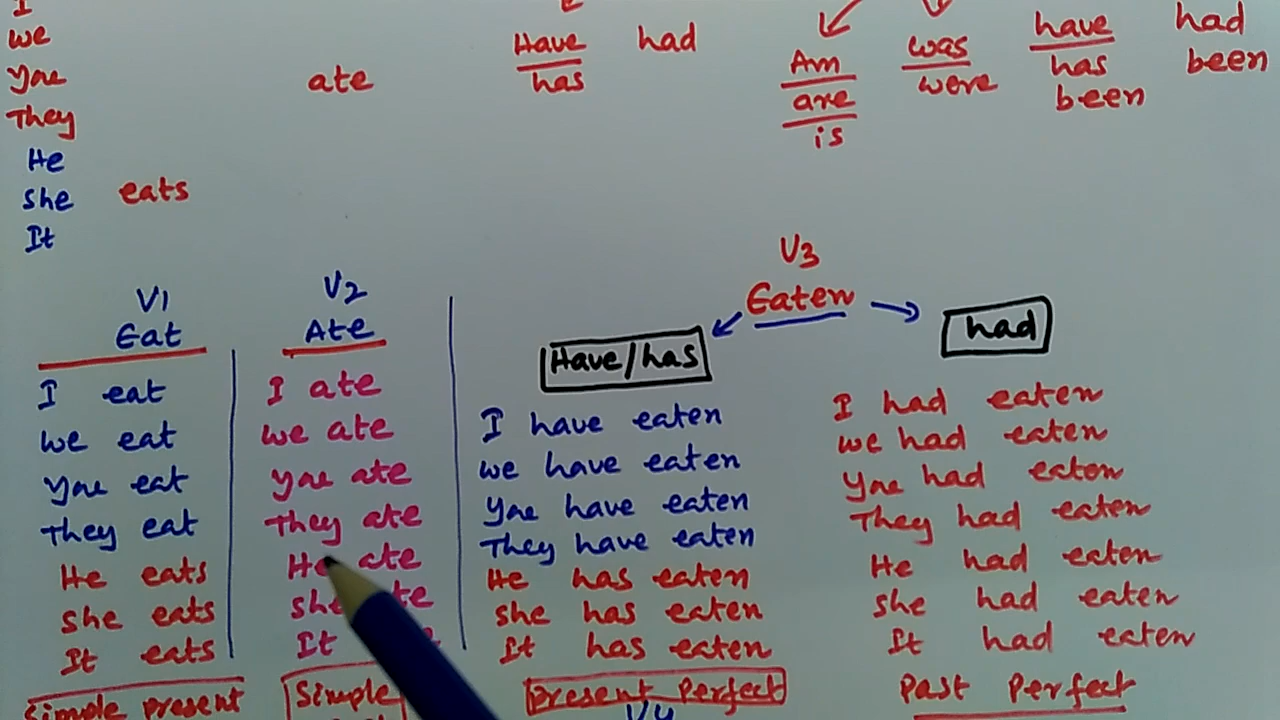 I
we
you
They
He
she eats
It
ate
Have had
has
Am
are
is
was
were
have
has
been
had
been
V1
Eat
I eat
we eat
you eat
They eat
He eats
she eats
It eats
Simple present
V2
Ate
I ate
we ate
you ate
They ate
He ate
she
It
Simple
V3
Eaten
Have/has
I have eaten
we have eaten
you have eaten
They have eaten
He has eaten
she has eaten
It has eaten
present perfect
had
I had eaten
we had eaten
you had eaten
They had eaten
He had eaten
she had eaten
It had eaten
Past perfect